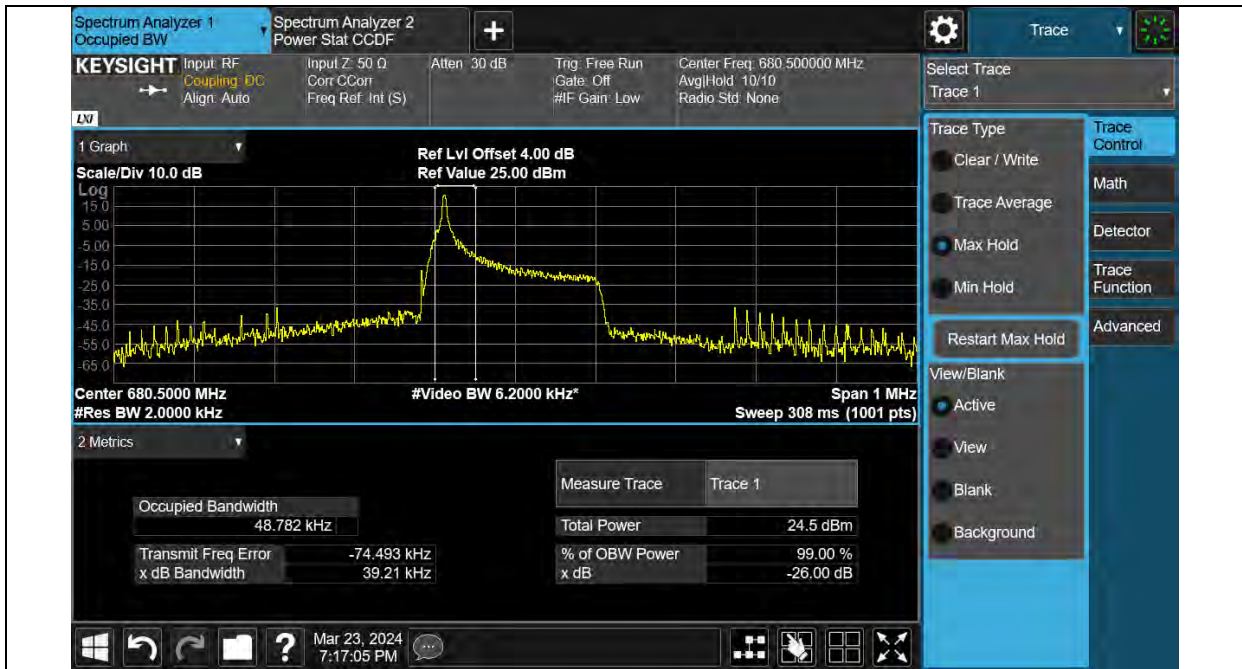 Spectrum Analyzer 1
Occupied BW
Spectrum Analyzer 2
Power Stat CCDF
Trace
KEYSIGHT
Input: RF
Coupling: DC
Align: Auto
Input Z: 50 Ω
Corr CCorr
Freq Ref: Int (S)
Atten: 30 dB
Trig: Free Run
Gate: Off
#IF Gain: Low
Center Freq: 680.500000 MHz
Avg|Hold: 10/10
Radio Std: None
LXI
Select Trace
Trace 1
1 Graph
Scale/Div 10.0 dB
Ref Lvl Offset 4.00 dB
Ref Value 25.00 dBm
Log
15.0
5.00
-5.00
-15.0
-25.0
-35.0
-45.0
-55.0
-65.0
Center 680.5000 MHz
#Res BW 2.0000 kHz
#Video BW 6.2000 kHz*
Span 1 MHz
Sweep 308 ms (1001 pts)
2 Metrics
Occupied Bandwidth
48.782 kHz
Transmit Freq Error -74.493 kHz
x dB Bandwidth 39.21 kHz
Measure Trace Trace 1
Total Power 24.5 dBm
% of OBW Power 99.00 %
x dB -26.00 dB
Trace Type
Clear / Write
Trace Average
Max Hold
Min Hold
Restart Max Hold
View/Blank
Active
View
Blank
Background
Trace
Control
Math
Detector
Trace
Function
Advanced
?
Mar 23, 2024
7:17:05 PM